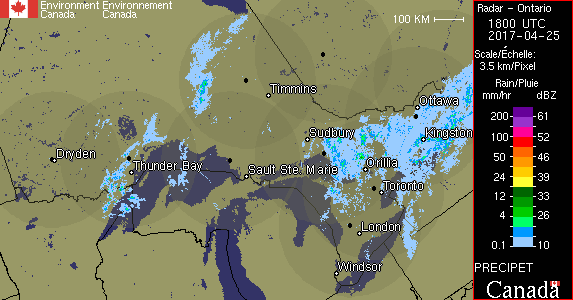 Environment Environnement
Canada Canada
100 KM
Timmins
Ottawa
Sudbury
Kingston
Dryden
Thunder Bay
Sault Ste. Marie
Orillia
Toronto
London
Windsor
Radar - Ontario
1800 UTC
2017-04-25
Scale/Échelle:
3.5 km/Pixel
Rain/Pluie
mm/hr dBZ
200 61
100 52
50 46
24 39
12 33
4 26
0.1 10
PRECIPET
Canada